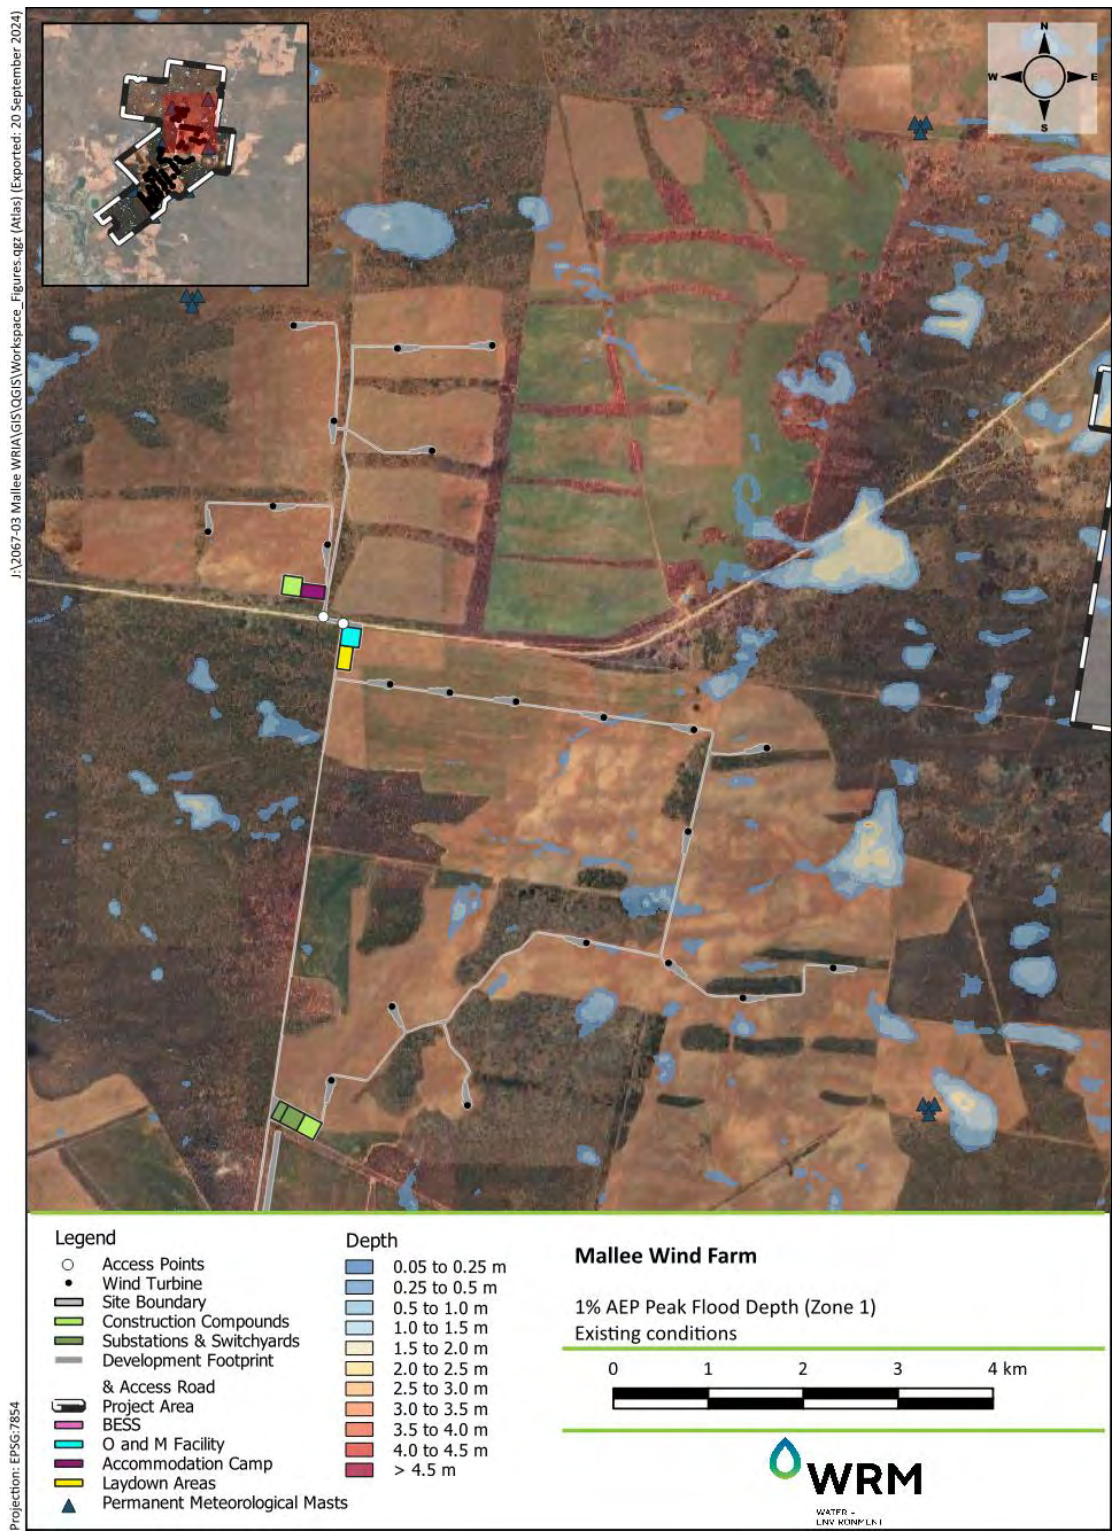 J:\2067-03 Mallee WRIA\GIS\QGIS\Workspace_Figures.qgz (Atlas) (Exported: 20 September 2024)
Projection: EPSG:7854
N
W E
S
Legend
Access Points
Wind Turbine
Site Boundary
Construction Compounds
Substations & Switchyards
Development Footprint
& Access Road
Project Area
BESS
O and M Facility
Accommodation Camp
Laydown Areas
Permanent Meteorological Masts
Depth
0.05 to 0.25 m
0.25 to 0.5 m
0.5 to 1.0 m
1.0 to 1.5 m
1.5 to 2.0 m
2.0 to 2.5 m
2.5 to 3.0 m
3.0 to 3.5 m
3.5 to 4.0 m
4.0 to 4.5 m
> 4.5 m
Mallee Wind Farm
1% AEP Peak Flood Depth (Zone 1)
Existing conditions
0 1 2 3 4 km
WRM
WATER +
ENVIRONMENT